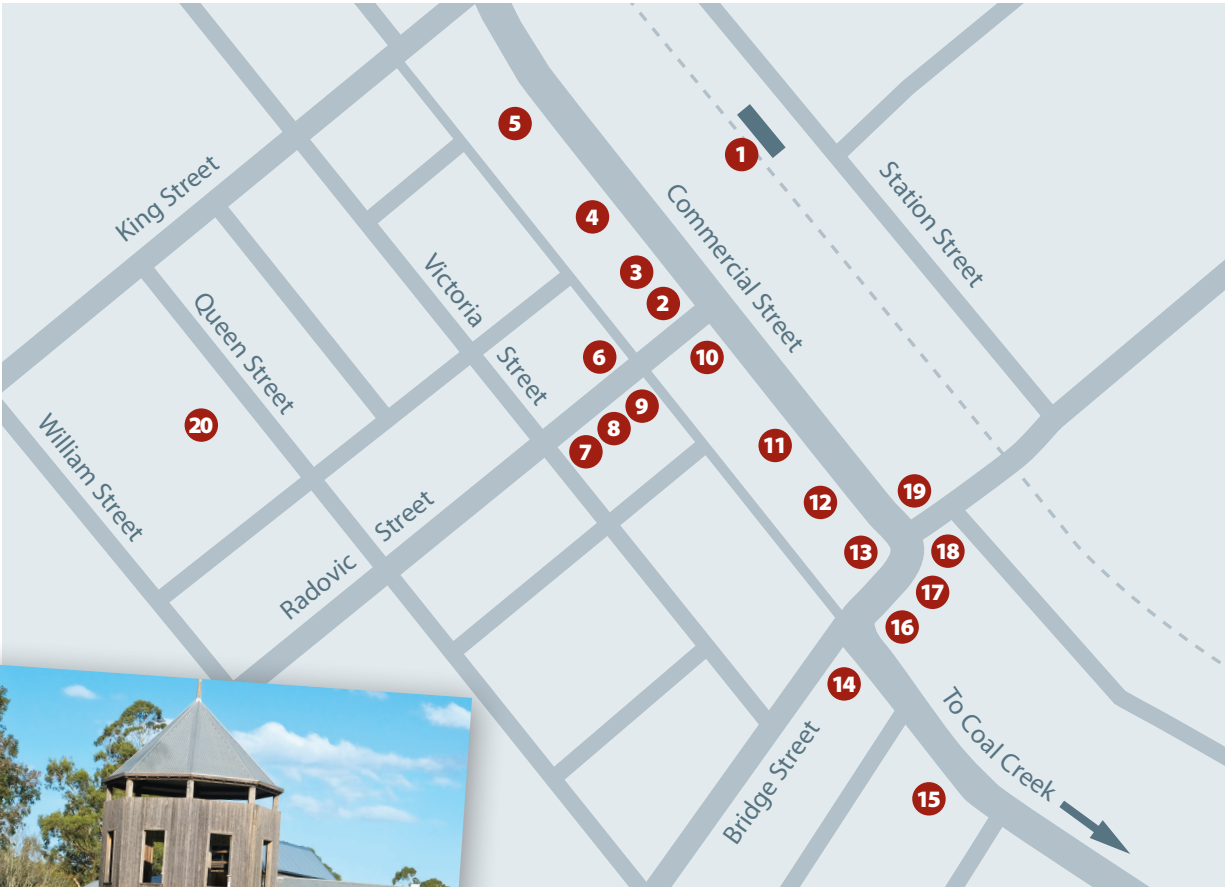 5
1
King Street
4
Commercial Street
Station Street
3
Victoria
2
Queen Street
6
Street
10
9
20
8
7
11
William Street
12
19
Street
13
18
Radovic
17
16
14
To Coal Creek
Bridge Street
15